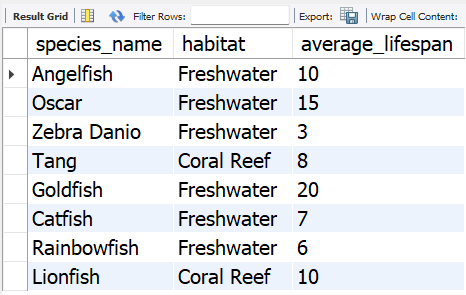 Result Grid Filter Rows: Export: Wrap Cell Content:
species_name habitat average_lifespan
Angelfish Freshwater 10
Oscar Freshwater 15
Zebra Danio Freshwater 3
Tang Coral Reef 8
Goldfish Freshwater 20
Catfish Freshwater 7
Rainbowfish Freshwater 6
Lionfish Coral Reef 10